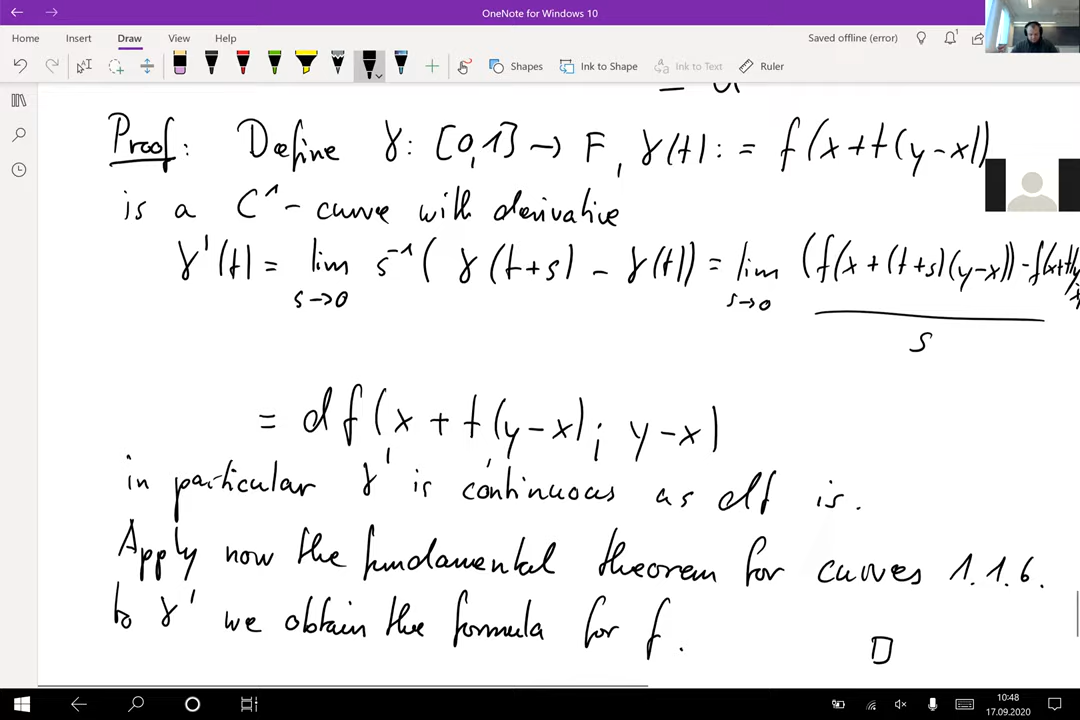 OneNote for Windows 10
Home Insert Draw View Help
Saved offline (error)
Shapes Ink to Shape Ink to Text Ruler
Proof: Define γ: [0,1] → F, γ(t) := f(x+t(y-x))
is a C¹-curve with derivative
γ'(t) = lim s→0 s⁻¹( γ(t+s) - γ(t)) = lim s→0 (f(x+(t+s)(y-x)) - f(x+t(y-x / s
= df(x+t(y-x); y-x)
in particular γ' is continuous as df is.
Apply now the fundamental theorem for curves 1.1.6.
to γ' we obtain the formula for f.
□
10:48
17.09.2020